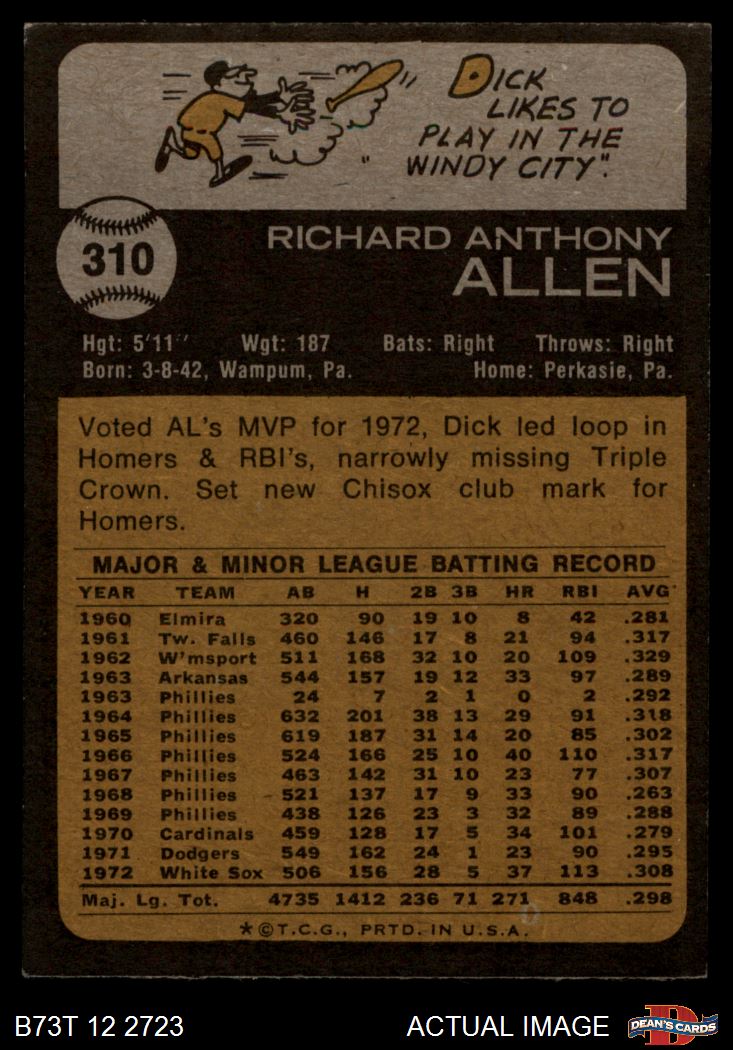 DICK
LIKES TO
PLAY IN THE
"WINDY CITY".
310
RICHARD ANTHONY
ALLEN
Hgt: 5'11" Wgt: 187 Bats: Right Throws: Right
Born: 3-8-42, Wampum, Pa. Home: Perkasie, Pa.
Voted AL's MVP for 1972, Dick led loop in
Homers & RBI's, narrowly missing Triple
Crown. Set new Chisox club mark for
Homers.
MAJOR & MINOR LEAGUE BATTING RECORD
YEAR TEAM AB H 2B 3B HR RBI AVG
1960 Elmira 320 90 19 10 8 42 .281
1961 Tw. Falls 460 146 17 8 21 94 .317
1962 W'msport 511 168 32 10 20 109 .329
1963 Arkansas 544 157 19 12 33 97 .289
1963 Phillies 24 7 2 1 0 2 .292
1964 Phillies 632 201 38 13 29 91 .318
1965 Phillies 619 187 31 14 20 85 .302
1966 Phillies 524 166 25 10 40 110 .317
1967 Phillies 463 142 31 10 23 77 .307
1968 Phillies 521 137 17 9 33 90 .263
1969 Phillies 438 126 23 3 32 89 .288
1970 Cardinals 459 128 17 5 34 101 .279
1971 Dodgers 549 162 24 1 23 90 .295
1972 White Sox 506 156 28 5 37 113 .308
Maj. Lg. Tot. 4735 1412 236 71 271 848 .298
*©T.C.G., PRTD. IN U.S.A.
B73T 12 2723 ACTUAL IMAGE DEAN'S CARDS